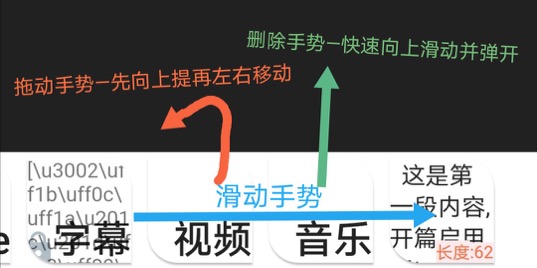 删除手势—快速向上滑动并弹开
拖动手势—先向上提再左右移动
[\u3002\uf
f1b\uff0c\
uff1a\u201
字幕
视频
音乐
滑动手势
这是第
一段内容,
开篇启用
长度:62
e